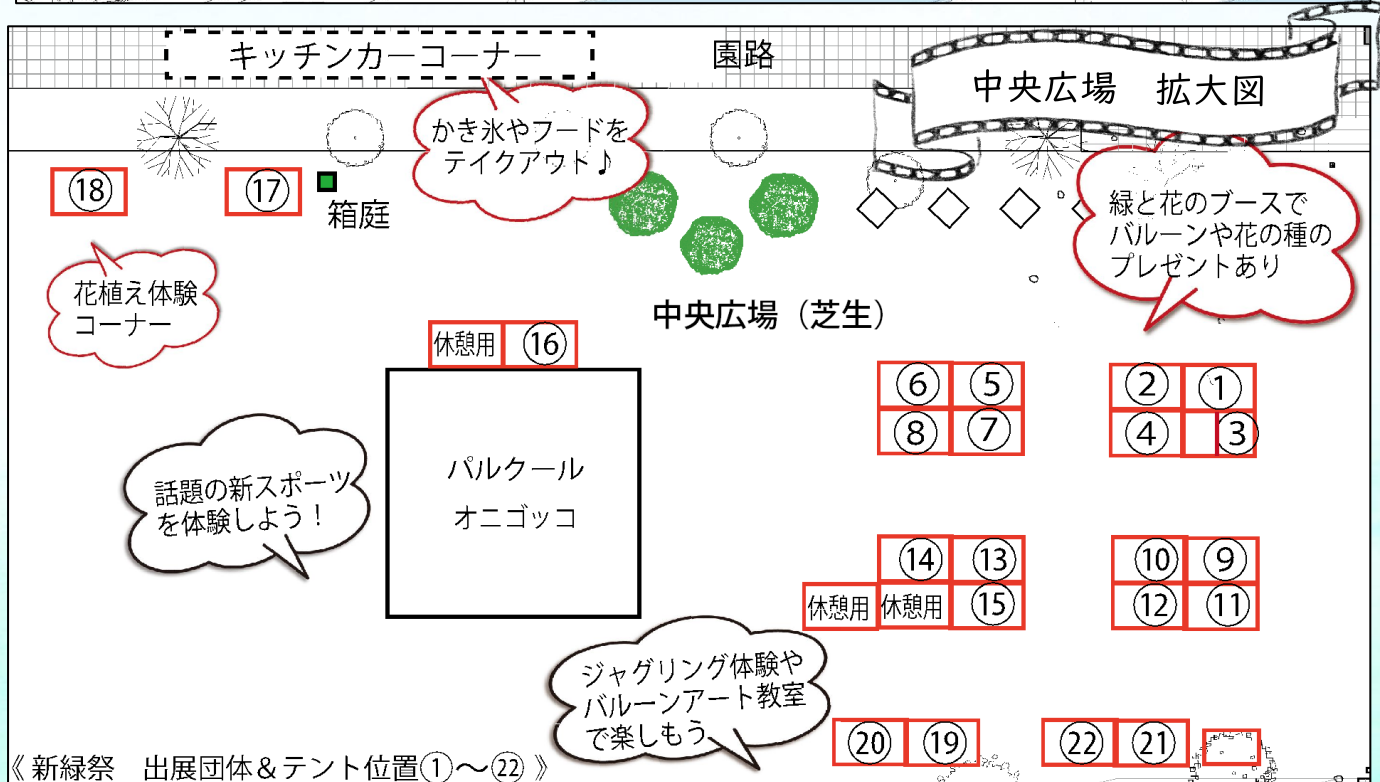 キッチンカーコーナー
園路
中央広場　拡大図
かき氷やフードを
テイクアウト♪
⑱
⑰
箱庭
緑と花のブースで
バルーンや花の種の
プレゼントあり
花植え体験
コーナー
中央広場（芝生）
休憩用
⑯
⑥
⑤
②
①
⑧
⑦
④
③
話題の新スポーツ
を体験しよう！
パルクール
オニゴッコ
⑭
⑬
⑩
⑨
休憩用
休憩用
⑮
⑫
⑪
ジャグリング体験や
バルーンアート教室
で楽しもう
⑳
⑲
㉒
㉑
《 新緑祭　出展団体＆テント位置①～㉒ 》